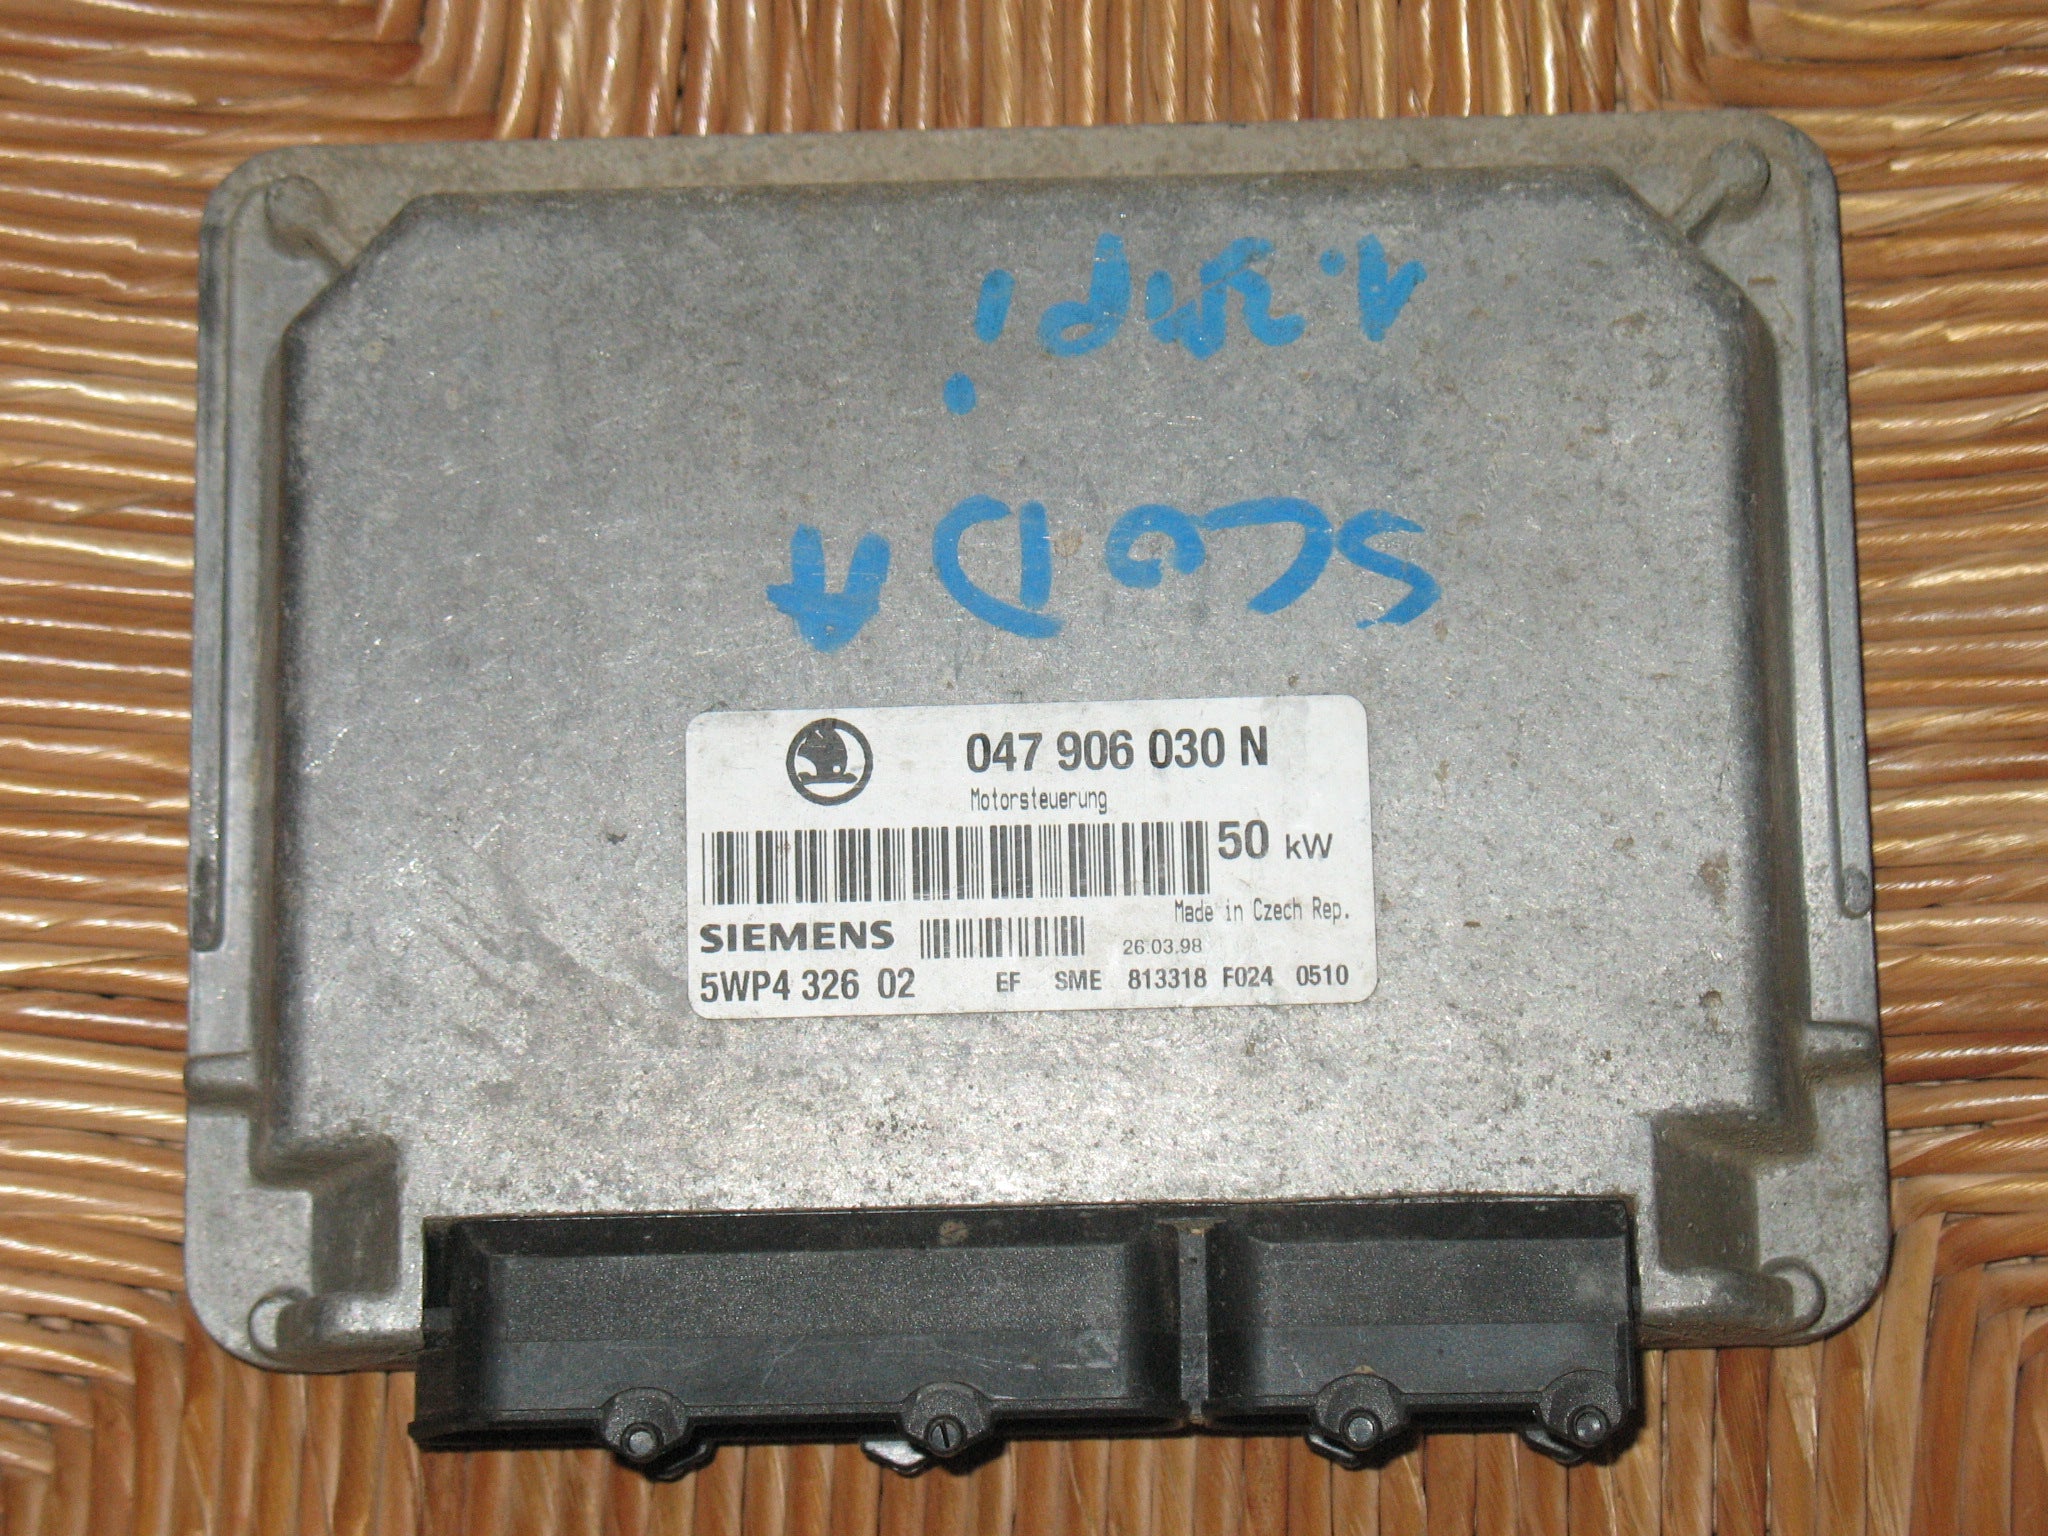 1.3MPi
SCODA
047 906 030 N
Motorsteuerung
50 kW
Made in Czech Rep.
SIEMENS
26.03.98
5WP4 326 02 EF SME 813318 F024 0510